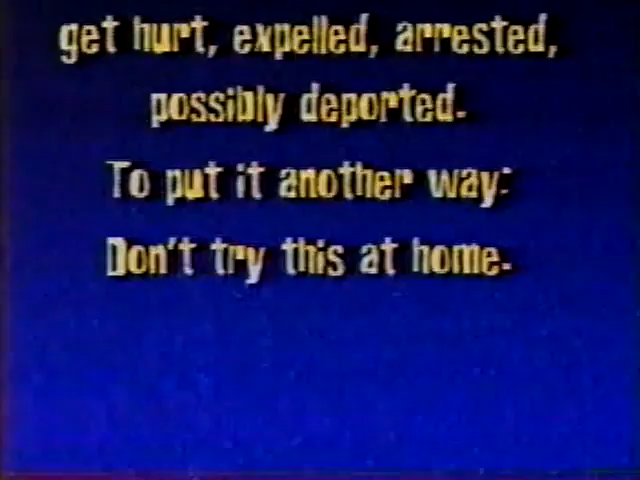 get hurt, expelled, arrested,
possibly deported.
To put it another way:
Don't try this at home.